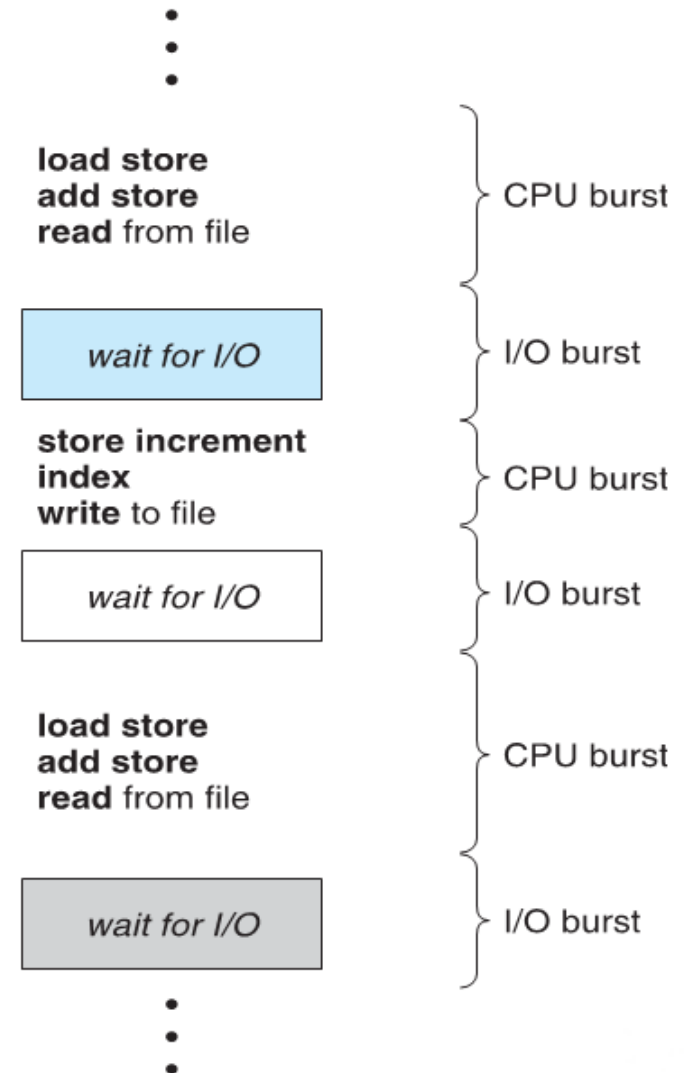 load store
add store
read from file
CPU burst
wait for I/O
I/O burst
store increment
index
write to file
CPU burst
wait for I/O
I/O burst
load store
add store
read from file
CPU burst
wait for I/O
I/O burst